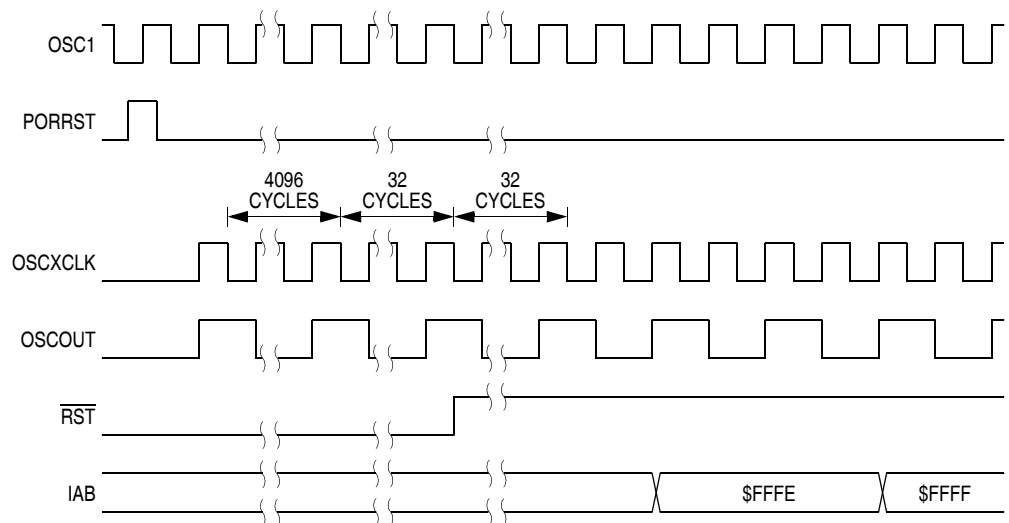 OSC1
PORRST
4096
CYCLES
32
CYCLES
32
CYCLES
OSCXCLK
OSCOUT
RST
IAB
$FFFE
$FFFF